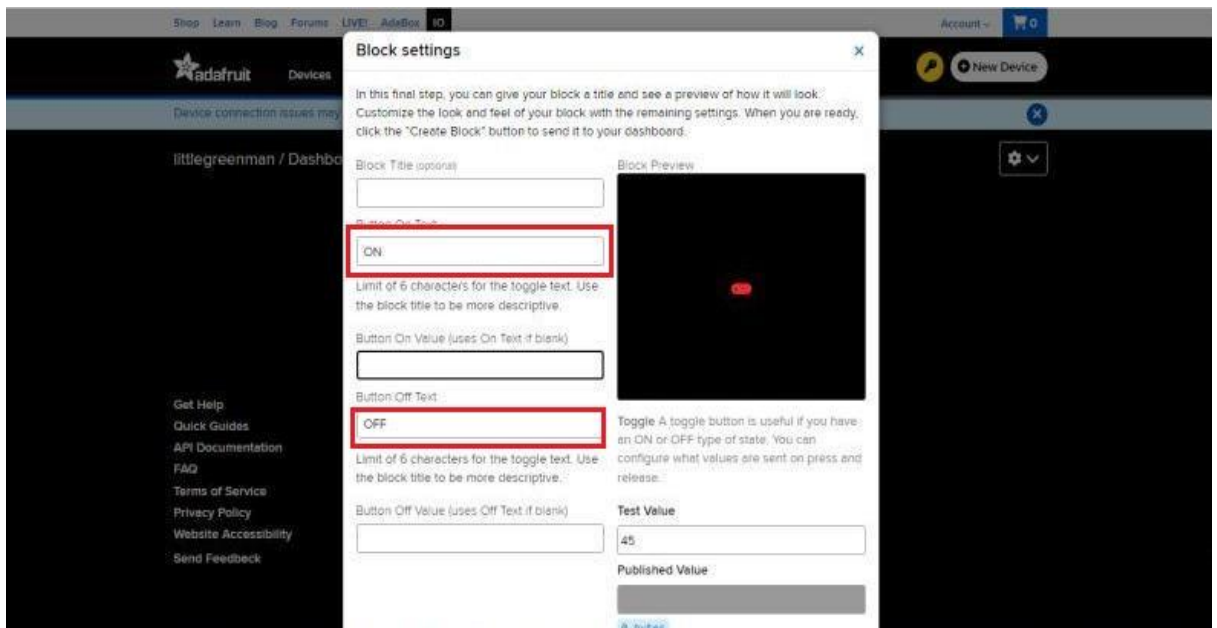 Shop Learn Blog Forums LIVE! AdaBox IO
Account
0
adafruit
Devices
New Device
Device connection issues may
littlegreenman / Dashbo
Block settings
In this final step, you can give your block a title and see a preview of how it will look.
Customize the look and feel of your block with the remaining settings. When you are ready,
click the "Create Block" button to send it to your dashboard.
Block Title (optional)
Button On Text
ON
Limit of 6 characters for the toggle text. Use
the block title to be more descriptive.
Button On Value (uses On Text if blank)
Button Off Text
OFF
Limit of 6 characters for the toggle text. Use
the block title to be more descriptive.
Button Off Value (uses Off Text if blank)
Block Preview
Toggle A toggle button is useful if you have
an ON or OFF type of state. You can
configure what values are sent on press and
release.
Test Value
45
Published Value
bytes
Get Help
Quick Guides
API Documentation
FAQ
Terms of Service
Privacy Policy
Website Accessibility
Send Feedback